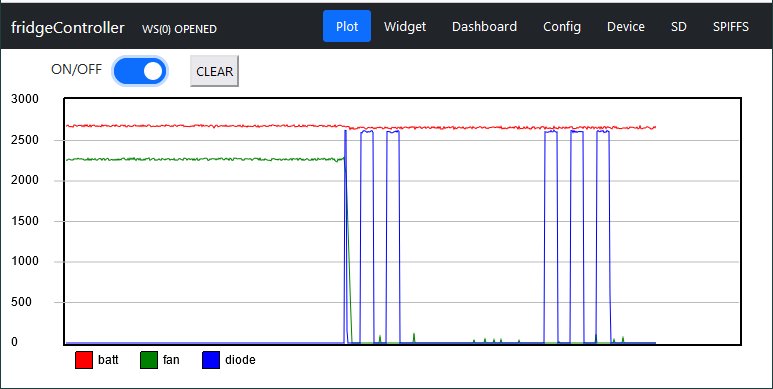 fridgeController WS(0) OPENED Plot Widget Dashboard Config Device SD SPIFFS
ON/OFF CLEAR
3000
2500
2000
1500
1000
500
0
batt fan diode